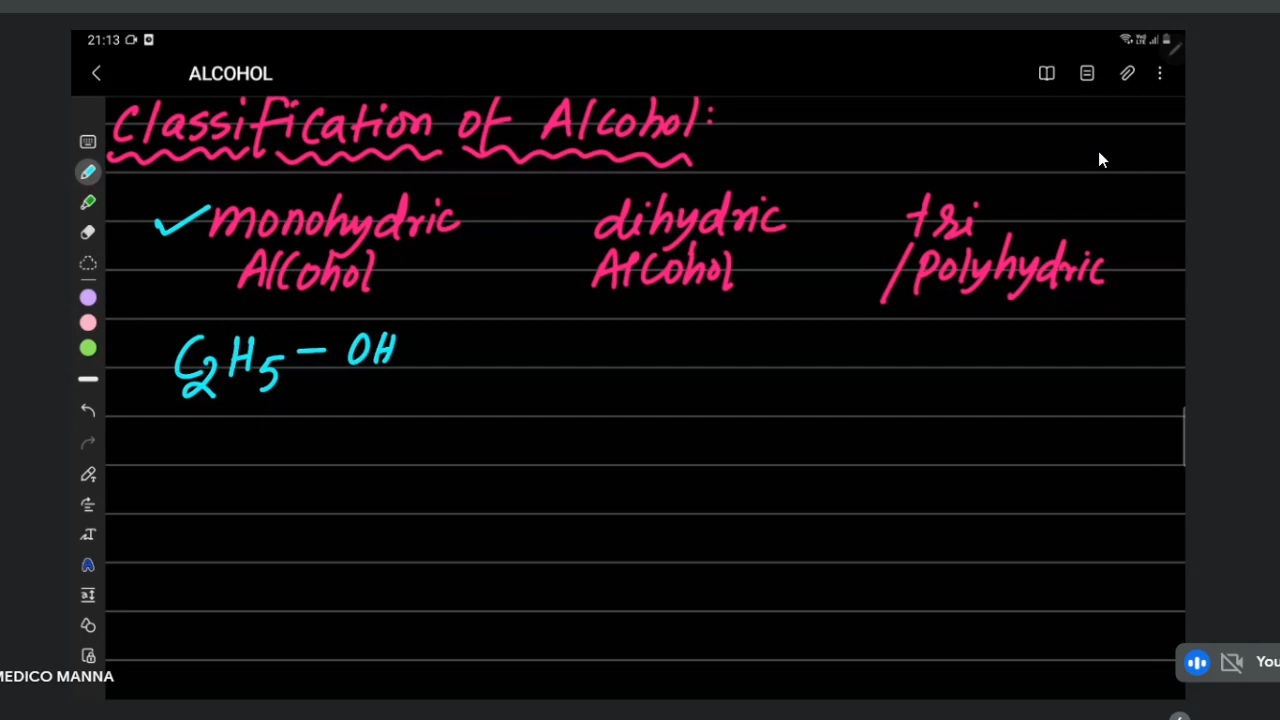 21:13
ALCOHOL
Classification of Alcohol:
monohydric dihydric tri
Alcohol Alcohol /polyhydric
C2H5 - OH
MEDICO MANNA
You